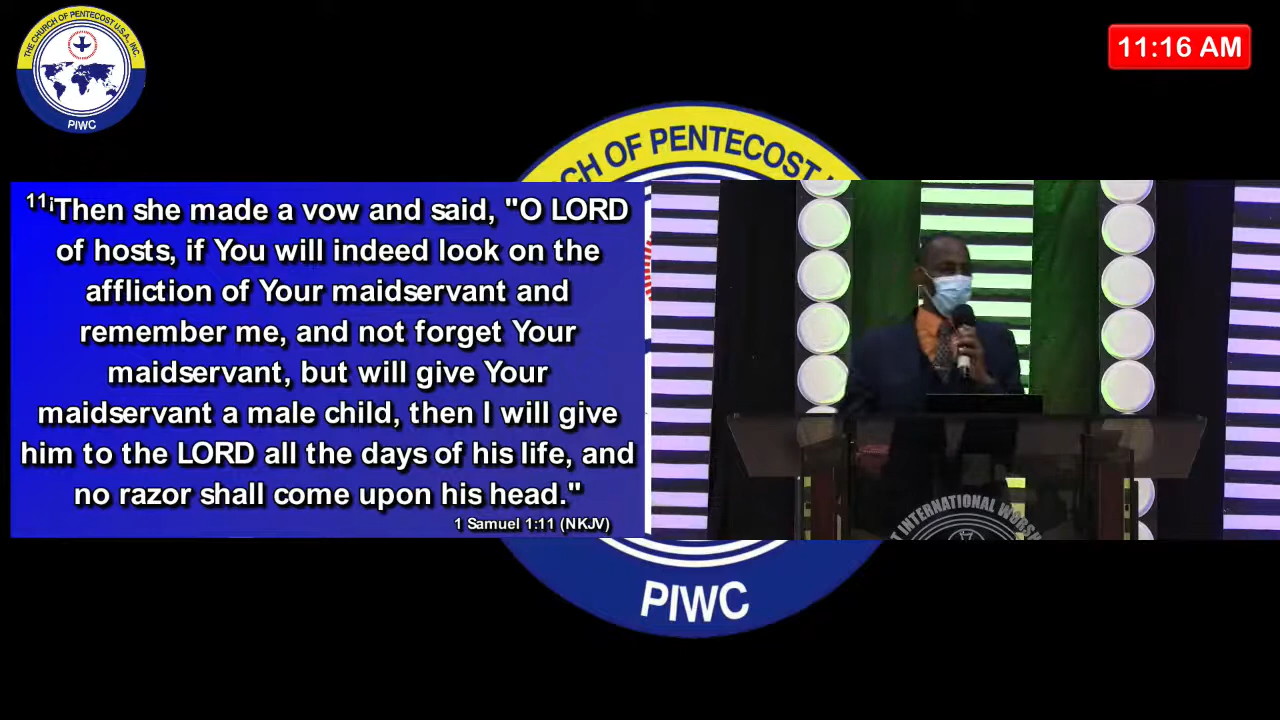 THE CHURCH OF PENTECOST U.S.A., INC.
PIWC
11:16 AM
CH OF PENTECOST U.
11iThen she made a vow and said, "O LORD
of hosts, if You will indeed look on the
affliction of Your maidservant and
remember me, and not forget Your
maidservant, but will give Your
maidservant a male child, then I will give
him to the LORD all the days of his life, and
no razor shall come upon his head."
1 Samuel 1:11 (NKJV)
T INTERNATIONAL WORSH
PIWC